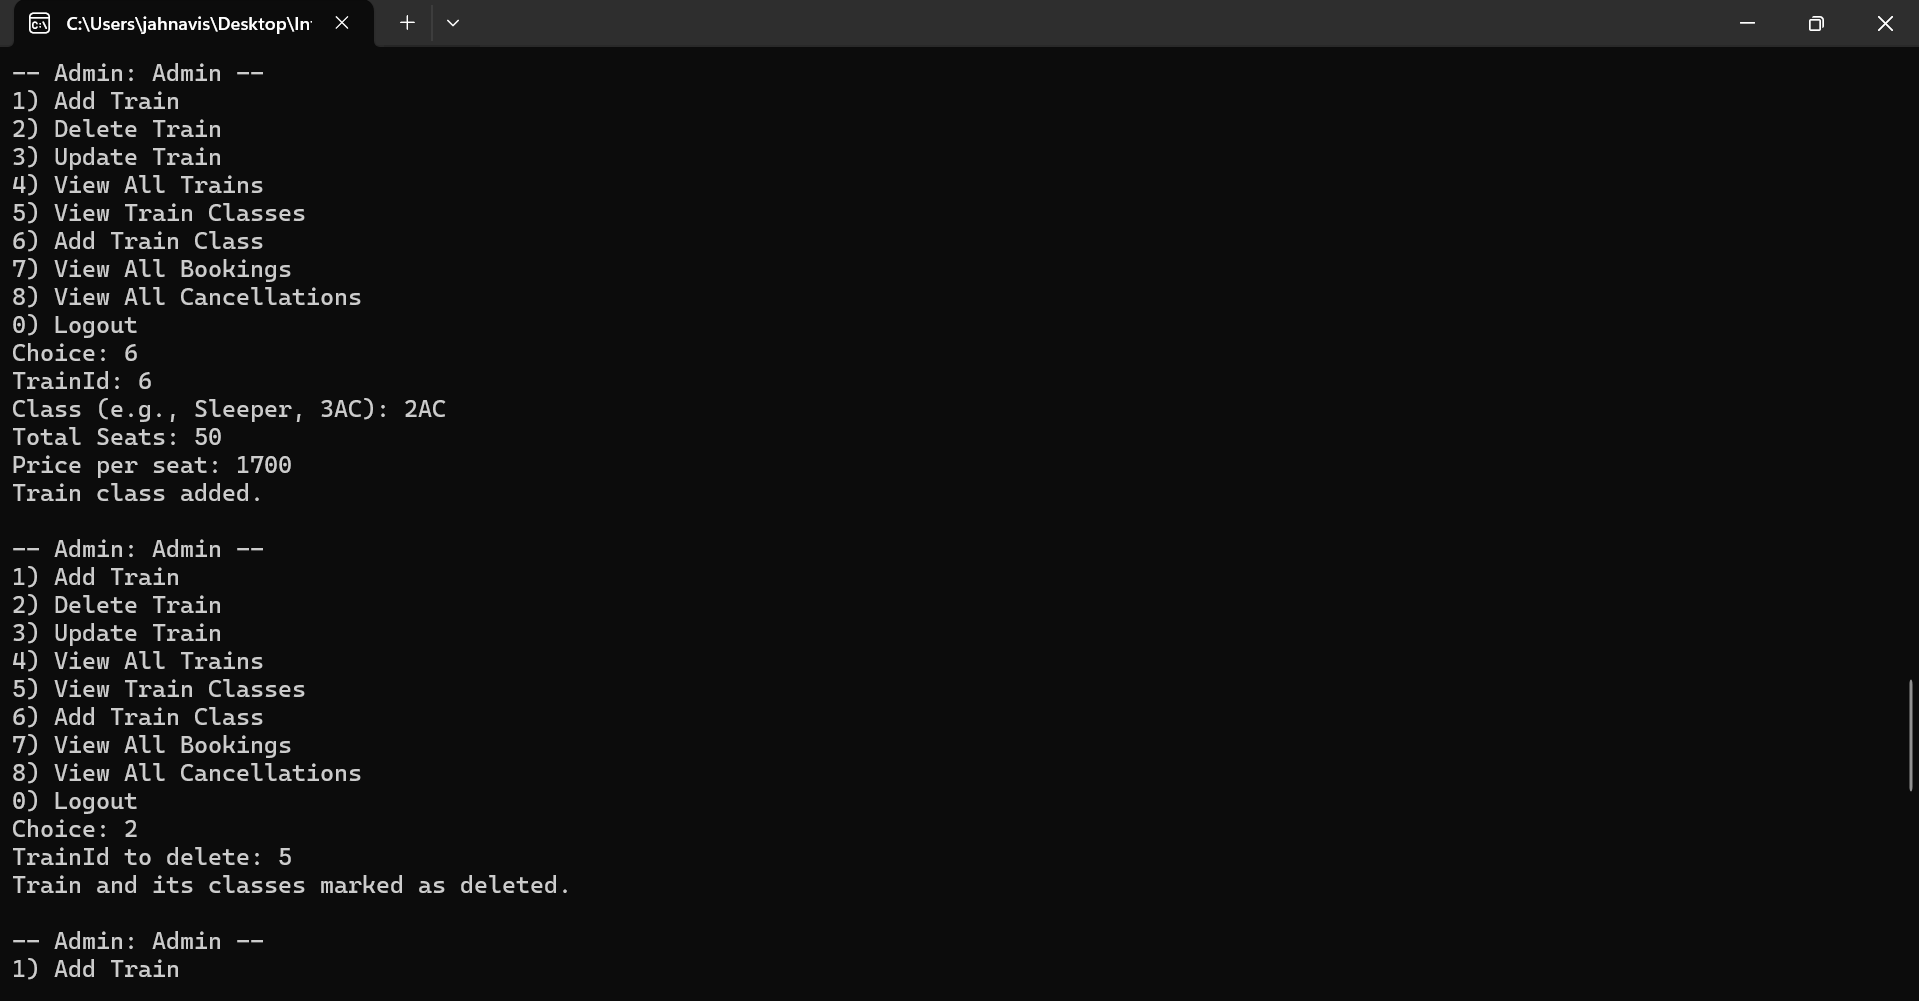 C:\Users\jahnavis\Desktop\In
-- Admin: Admin --
1) Add Train
2) Delete Train
3) Update Train
4) View All Trains
5) View Train Classes
6) Add Train Class
7) View All Bookings
8) View All Cancellations
0) Logout
Choice: 6
TrainId: 6
Class (e.g., Sleeper, 3AC): 2AC
Total Seats: 50
Price per seat: 1700
Train class added.
-- Admin: Admin --
1) Add Train
2) Delete Train
3) Update Train
4) View All Trains
5) View Train Classes
6) Add Train Class
7) View All Bookings
8) View All Cancellations
0) Logout
Choice: 2
TrainId to delete: 5
Train and its classes marked as deleted.
-- Admin: Admin --
1) Add Train